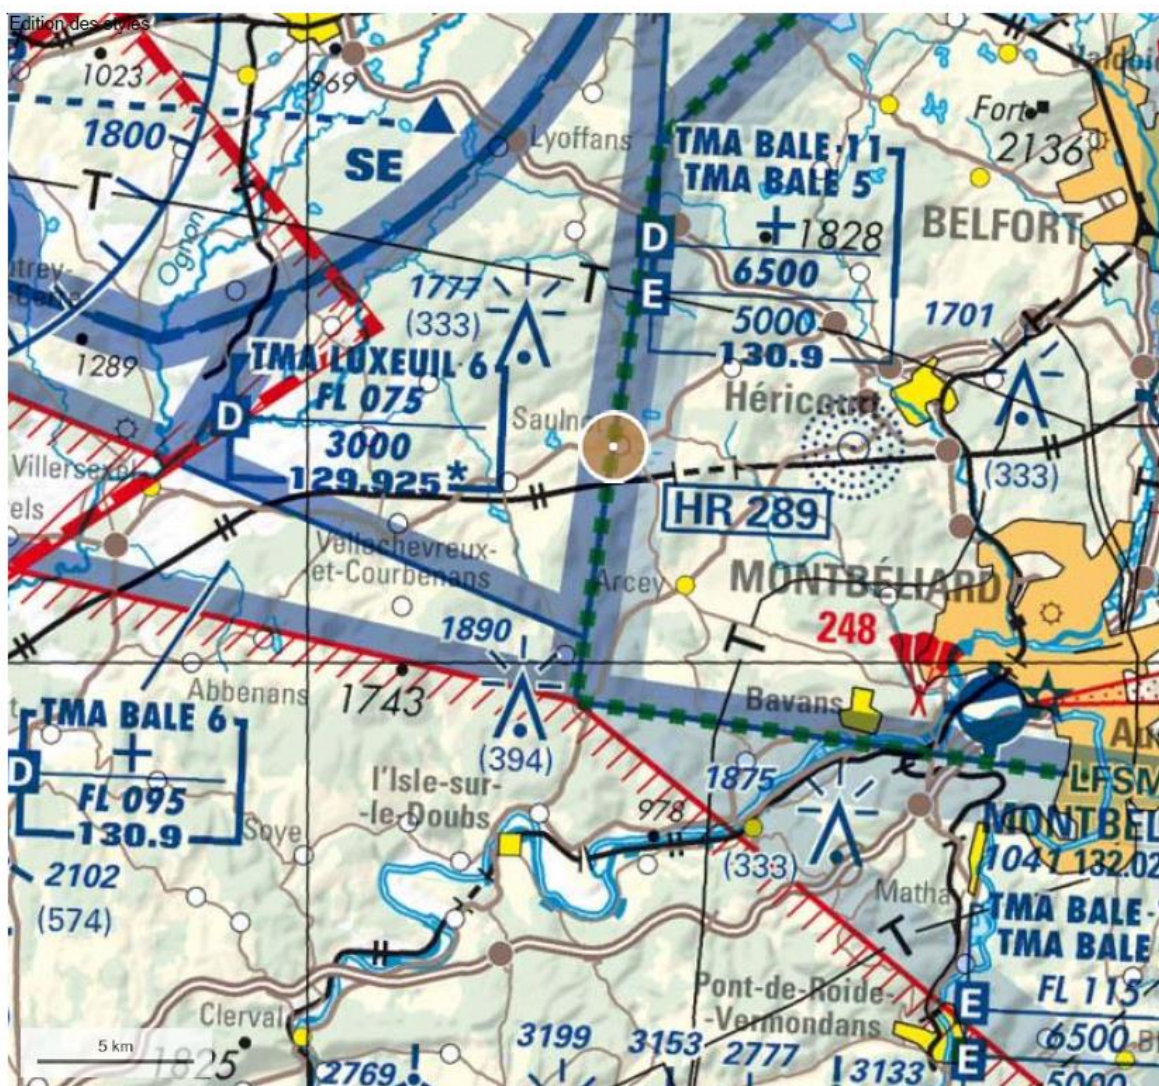 Edition des styles
1023
969
1800
Lyoffans
SE
T
Ognon
Fort
2136
TMA BALE 11
TMA BALE 5
+
1828
6500
5000
130.9
D
E
BELFORT
1777
(333)
T
1701
1289
TMA LUXEUIL 6
FL 075
3000
129.925*
D
Héricourt
(333)
Villersexel
els
HR 289
Vellechevreux-
et-Courbenans
Arcey
MONTBÉLIARD
248
1890
T
Abbenans
1743
(394)
Bavans
TMA BALE 6
+
FL 095
130.9
D
l'Isle-sur-
-le-Doubs
1875
978
(333)
LFSM
1041 132.02
Soye
2102
(574)
T
TMA BALE
TMA BALE
FL 115
6500
E
E
Pont-de-Roide-
-Vermondans
Clerval
5 km
1825
2769
3199
3153
2777
3133